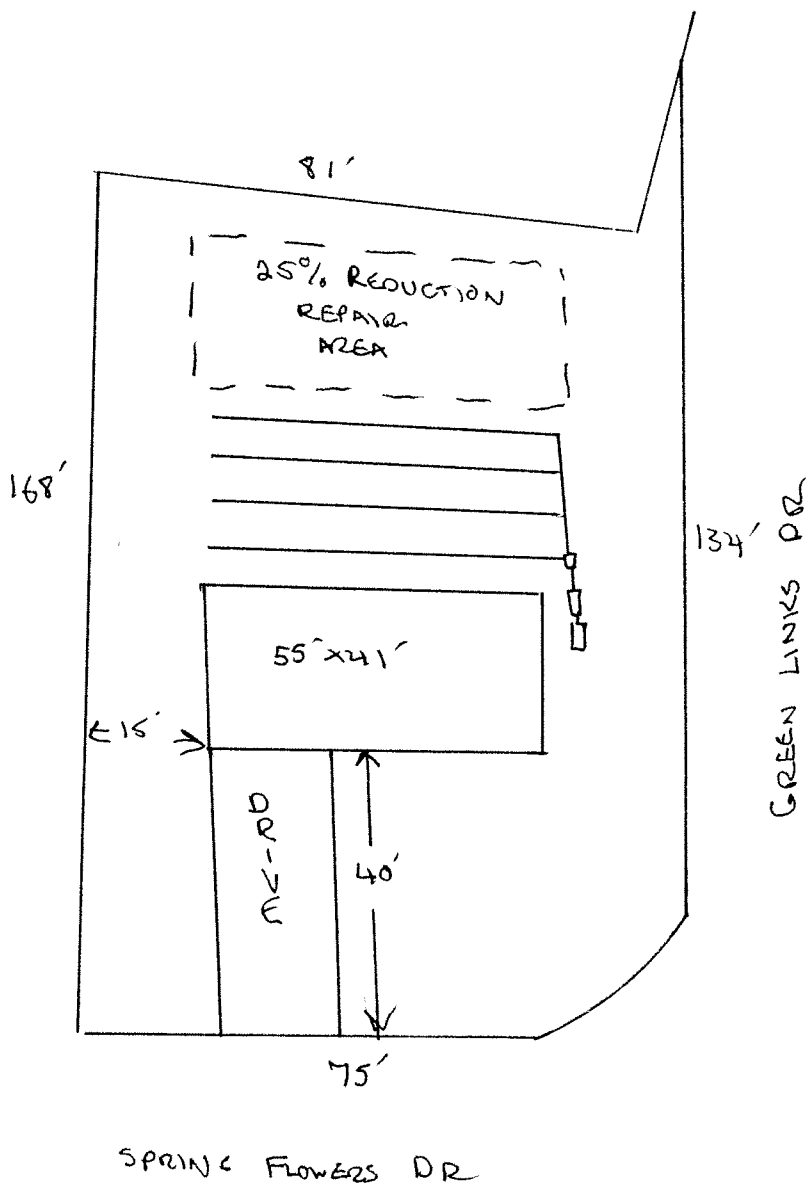 81'
25% REDUCTION
REPAIR
AREA
168'
134'
GREEN LINKS DR
55'x41'
15'
DRIVE
40'
75'
SPRING FLOWERS DR